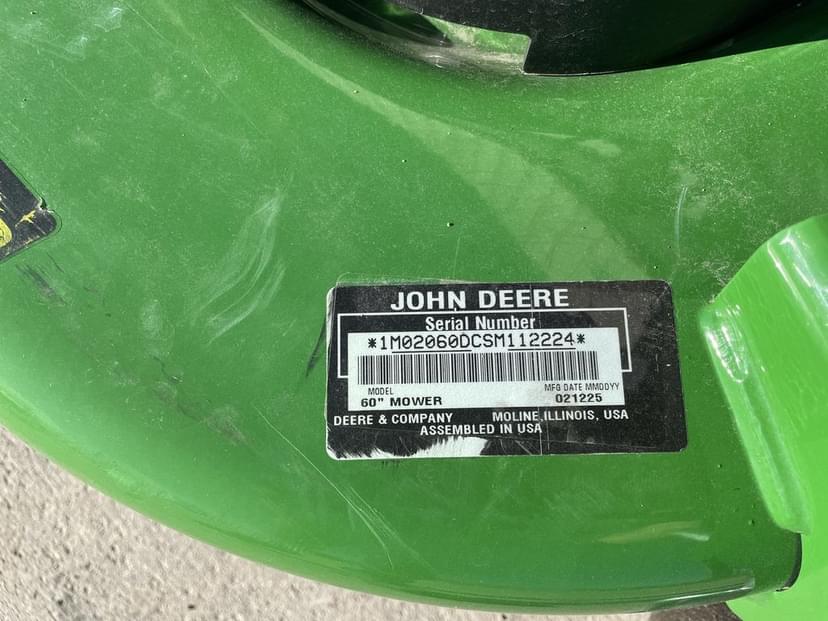 JOHN DEERE
Serial Number
*1M02060DCSM112224*
MODEL MFG DATE MMDDYY
60" MOWER 021225
DEERE & COMPANY MOLINE, ILLINOIS, USA
ASSEMBLED IN USA